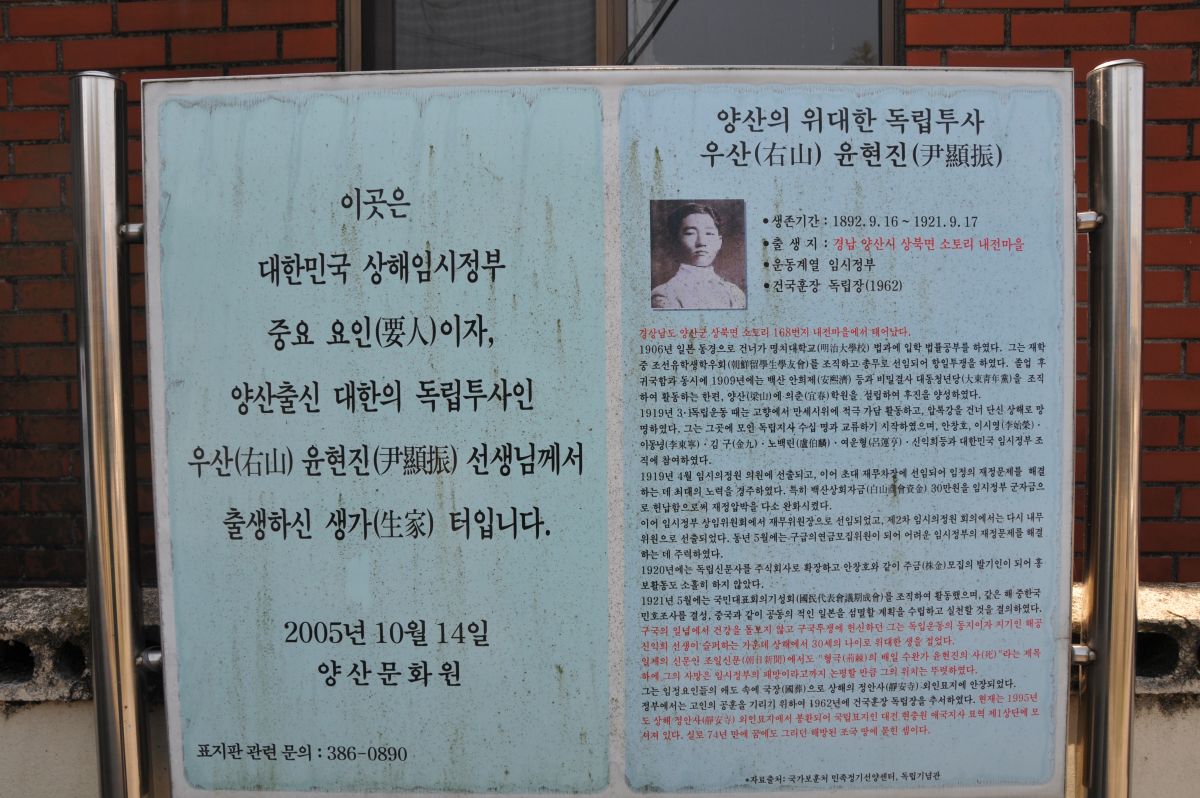 이곳은
대한민국 상해임시정부
중요 요인(要人)이자,
양산출신 대한의 독립투사인
우산(右山) 윤현진(尹顯振) 선생님께서
출생하신 생가(生家) 터입니다.
2005년 10월 14일
양산문화원
표지판 관련 문의 : 386-0890
양산의 위대한 독립투사
우산(右山) 윤현진(尹顯振)
•생존기간 : 1892.9.16 ~ 1921.9.17
•출 생 지 : 경남 양산시 상북면 소토리 내전마을
•운동계열 임시정부
•건국훈장 독립장(1962)
경상남도 양산군 상북면 소토리 168번지 내전마을에서 태어났다.
1906년 일본 동경으로 건너가 명치대학교(明治大學校) 법과에 입학 법률공부를 하였다. 그는 재학
중 조선유학생학우회(朝鮮留學生學友會)를 조직하고 총무로 선임되어 항일투쟁을 하였다. 졸업 후
귀국함과 동시에 1909년에는 백산 안희제(安熙濟) 등과 비밀결사 대동청년당(大東靑年黨)을 조직
하여 활동하는 한편, 양산(梁山)에 의춘(宜春)학원을 설립하여 후진을 양성하였다.
1919년 3·1독립운동 때는 고향에서 만세시위에 적극 가담 활동하고, 압록강을 건너 단신 상해로 망
명하였다. 그는 그곳에 모인 독립지사 수십 명과 교류하기 시작하였으며, 안창호, 이시영(李始榮)·
이동녕(李東寧)·김 구(金九)·노백린(盧伯麟)·여운형(呂運亨)·신익희등과 대한민국 임시정부 조
직에 참여하였다.
1919년 4월 임시의정원 의원에 선출되고, 이어 초대 재무차장에 선임되어 임정의 재정문제를 해결
하는 데 최대의 노력을 경주하였다. 특히 백산상회자금(白山商會資金) 30만원을 임시정부 군자금으
로 헌납함으로써 재정압박을 다소 완화시켰다.
이어 임시정부 상임위원회에서 재무위원장으로 선임되었고, 제2차 임시의정원 회의에서는 다시 내무
위원으로 선출되었다. 동년 5월에는 구급의연금모집위원이 되어 어려운 임시정부의 재정문제를 해결
하는 데 주력하였다.
1920년에는 독립신문사를 주식회사로 확장하고 안창호와 같이 주금(株金)모집의 발기인이 되어 홍
보활동도 소홀히 하지 않았다.
1921년 5월에는 국민대표회의기성회(國民代表會議期成會)를 조직하여 활동했으며, 같은 해 중한국
민호조사를 결성, 중국과 같이 공동의 적인 일본을 섬멸할 계획을 수립하고 실천할 것을 결의하였다.
구국의 일념에서 건강을 돌보지 않고 구국투쟁에 헌신하던 그는 독립운동의 동지이자 지기인 해공
신익희 선생이 슬퍼하는 가운데 상해에서 30세의 나이로 위대한 생을 접었다.
일제의 신문인 조일신문(朝日新聞)에서도 "형극(荊棘)의 배일 수완가 윤현진의 사(死)"라는 제목
하에 그의 사망은 임시정부의 패망이라고까지 논평할 만큼 그의 위치는 뚜렷하였다.
그는 임정요인들의 애도 속에 국장(國葬)으로 상해의 정안사(靜安寺) 외인묘지에 안장되었다.
정부에서는 고인의 공훈을 기리기 위하여 1962년에 건국훈장 독립장을 추서하였다. 현재는 1995년
도 상해 정안사(靜安寺) 외인묘지에서 봉환되어 국립묘지인 대전 현충원 애국지사 묘역 제1상단에 모
셔져 있다. 실로 74년 만에 꿈에도 그리던 해방된 조국 땅에 묻힌 셈이다.
*자료출처: 국가보훈처 민족정기선양센터, 독립기념관